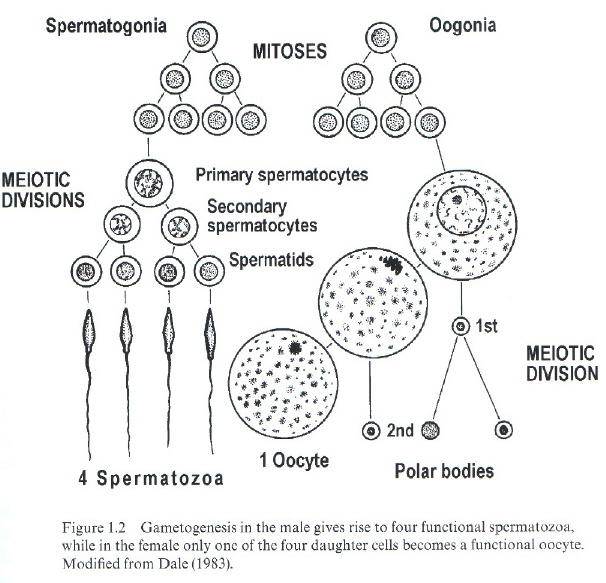 Spermatogonia
Oogonia
MITOSES
MEIOTIC
DIVISIONS
Primary spermatocytes
Secondary
spermatocytes
Spermatids
1st
MEIOTIC
DIVISION
2nd
4 Spermatozoa
1 Oocyte
Polar bodies
Figure 1.2 Gametogenesis in the male gives rise to four functional spermatozoa,
while in the female only one of the four daughter cells becomes a functional oocyte.
Modified from Dale (1983).